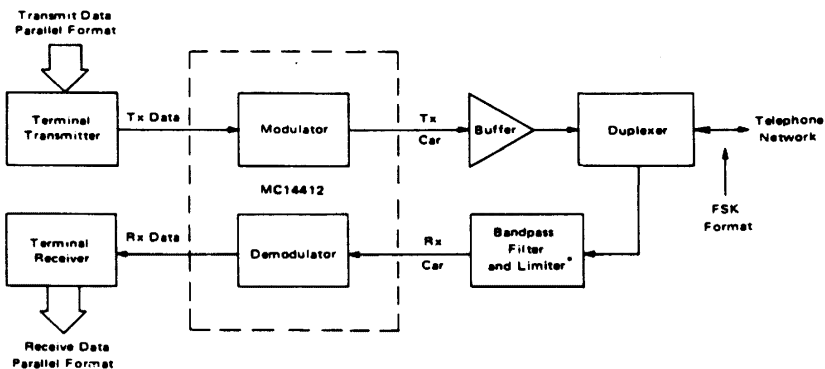 Transmit Data
Parallel Format
Terminal
Transmitter
Tx Data
Modulator
Tx
Car
Buffer
Duplexer
Telephone
Network
MC14412
FSK
Format
Terminal
Receiver
Rx Data
Demodulator
Rx
Car
Bandpass
Filter
and Limiter*
Receive Data
Parallel Format